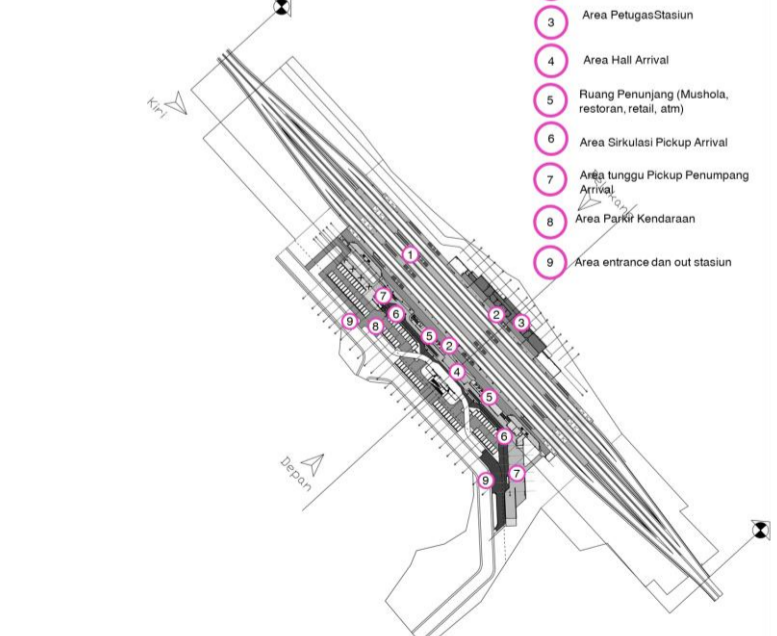 3 Area PetugasStasiun
4 Area Hall Arrival
5 Ruang Penunjang (Mushola,
restoran, retail, atm)
6 Area Sirkulasi Pickup Arrival
7 Area tunggu Pickup Penumpang
Arrival
8 Area Parkir Kendaraan
9 Area entrance dan out stasiun
Kiri
Depan
1
2
3
7
6
9
8
5
2
4
5
6
7
9